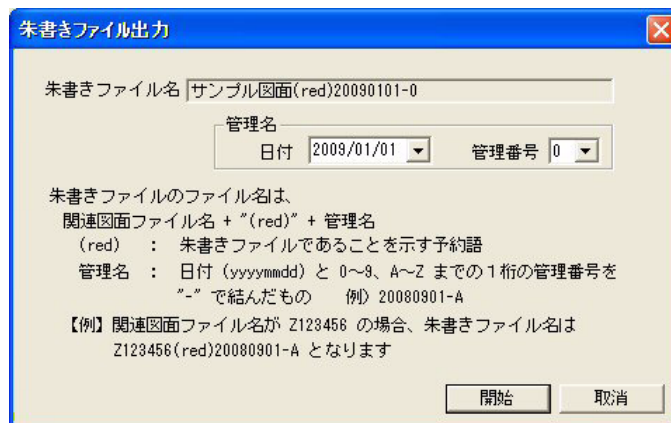 朱書きファイル出力
朱書きファイル名 サンプル図面(red)20090101-0
管理名
日付 2009/01/01 管理番号 0
朱書きファイルのファイル名は、
関連図面ファイル名 + "(red)" + 管理名
(red) : 朱書きファイルであることを示す予約語
管理名 : 日付 (yyyymmdd) と 0~9、A~Z までの1桁の管理番号を
"-" で結んだもの 例) 20080901-A
【例】関連図面ファイル名が Z123456 の場合、朱書きファイル名は
Z123456(red)20080901-A となります
開始 取消